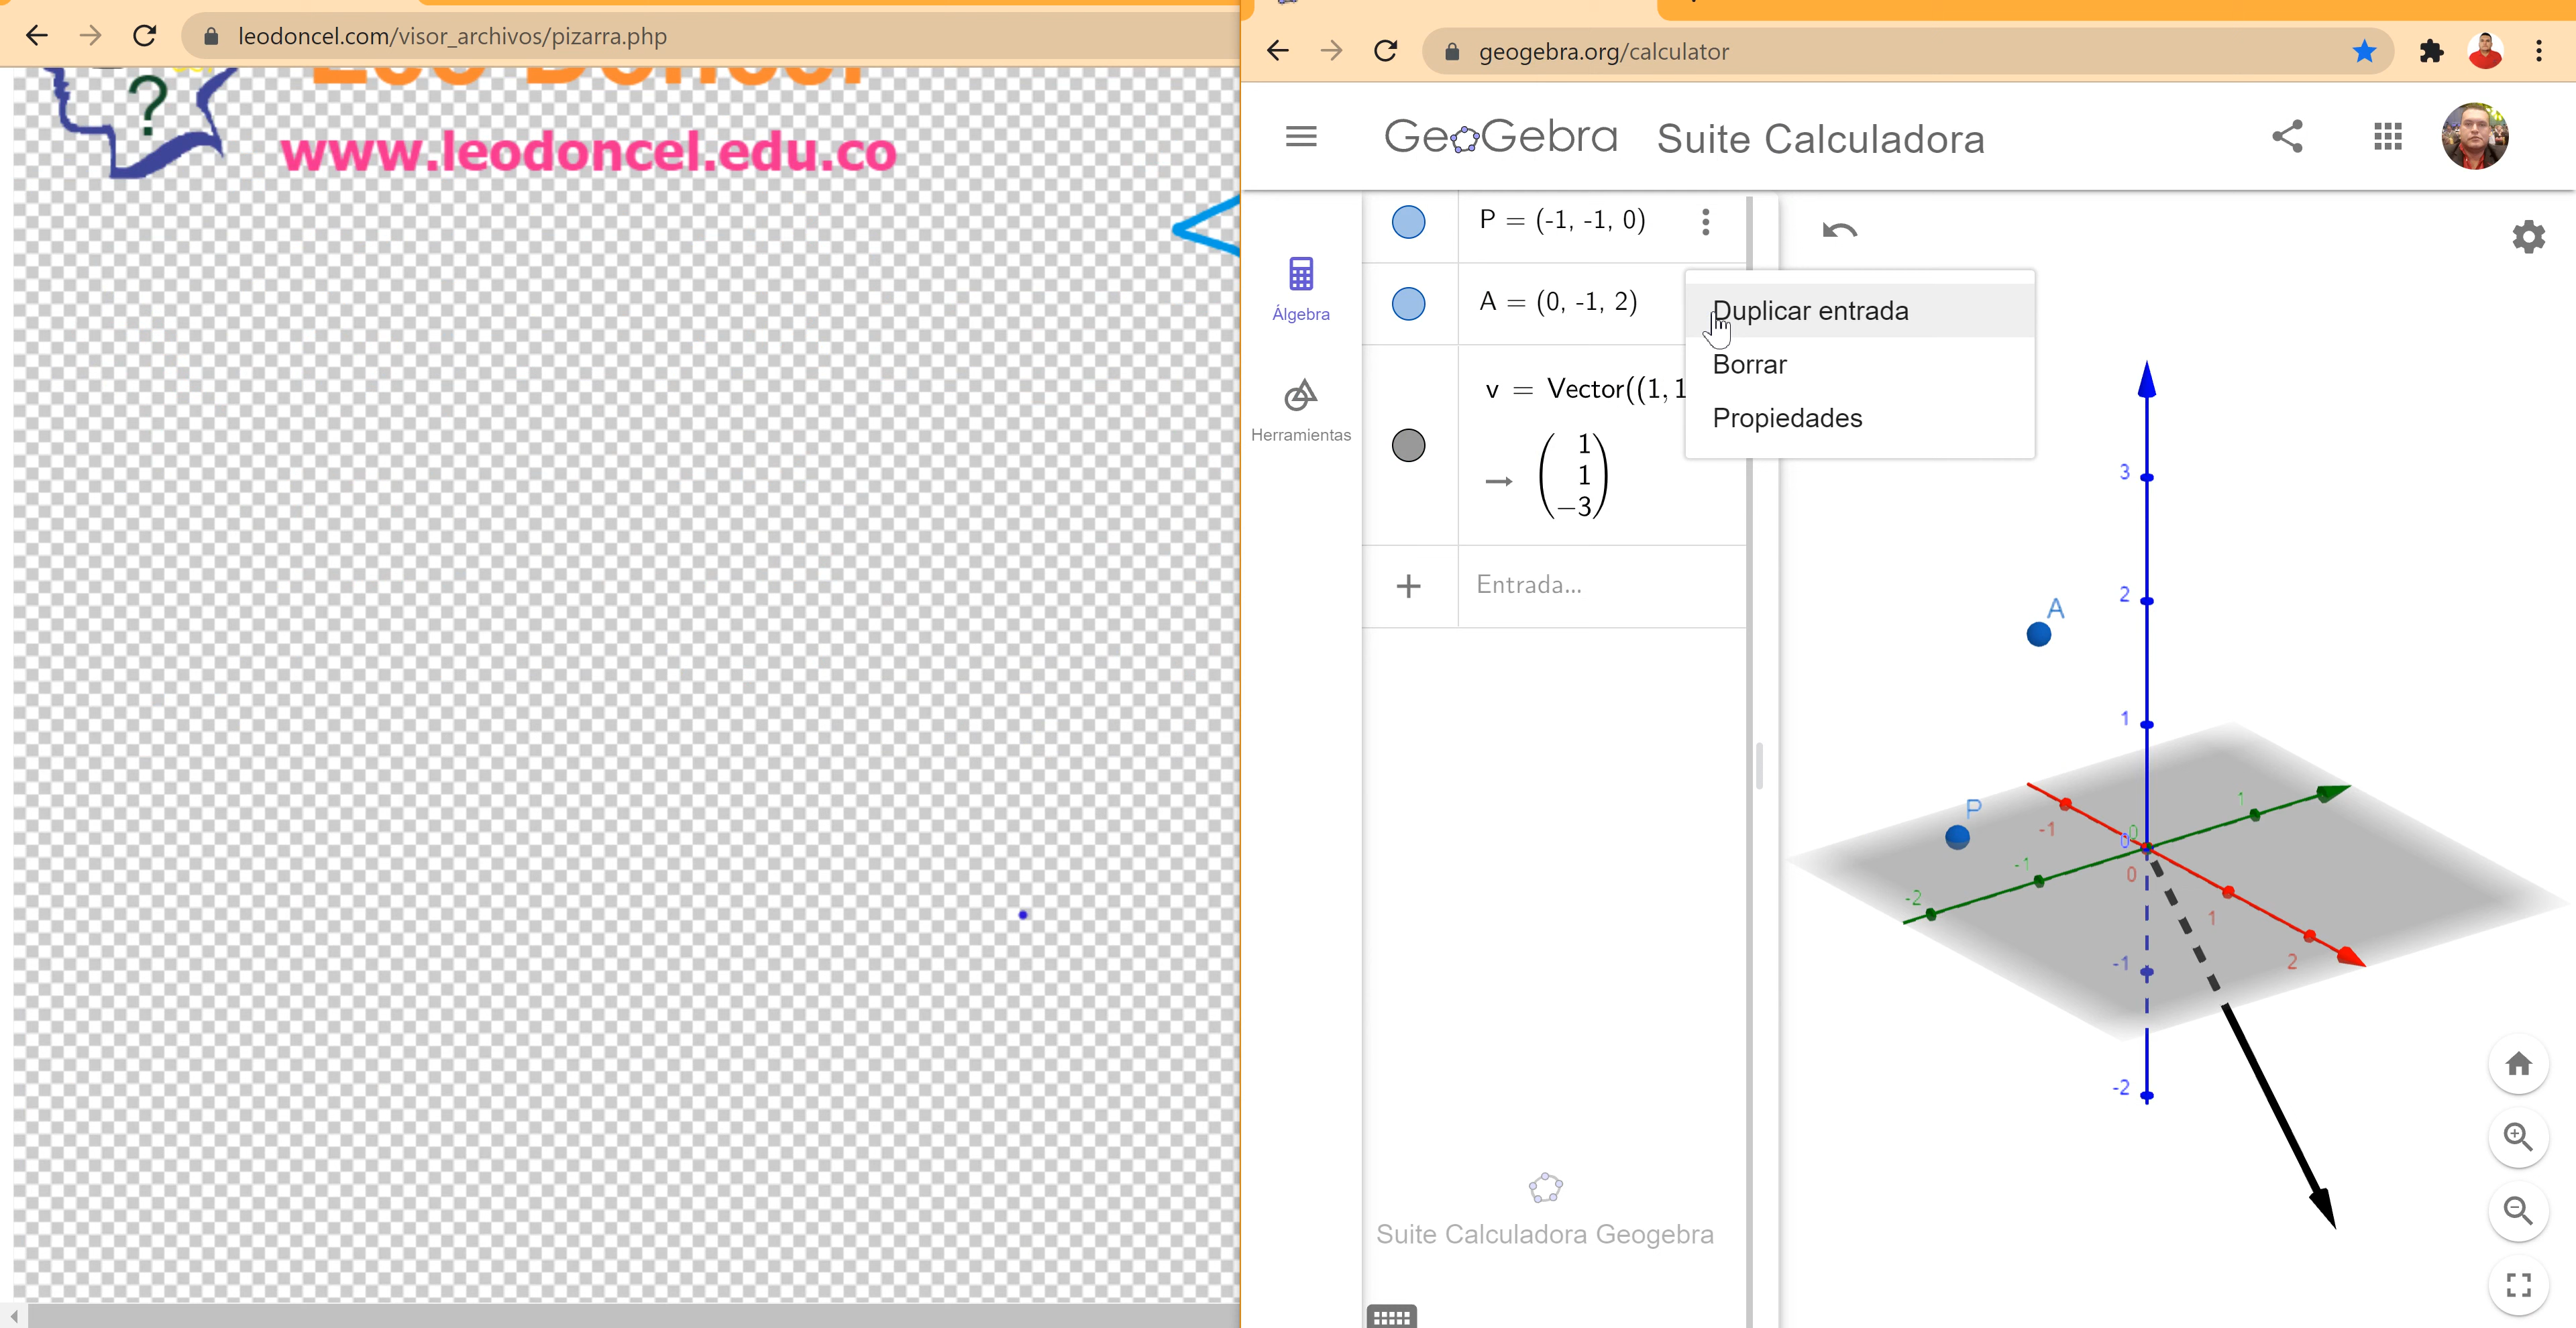 leodoncel.com/visor_archivos/pizarra.php
?
www.leodoncel.edu.co
geogebra.org/calculator
GeoGebra Suite Calculadora
Álgebra
Herramientas
P = (-1, -1, 0)
A = (0, -1, 2)
v = Vector((1, 1
→ ( 1
1
−3 )
+ Entrada...
Duplicar entrada
Borrar
Propiedades
Suite Calculadora Geogebra
3
2
A
1
P
-1
1
0
0
-1
0
-2
1
2
-1
-2